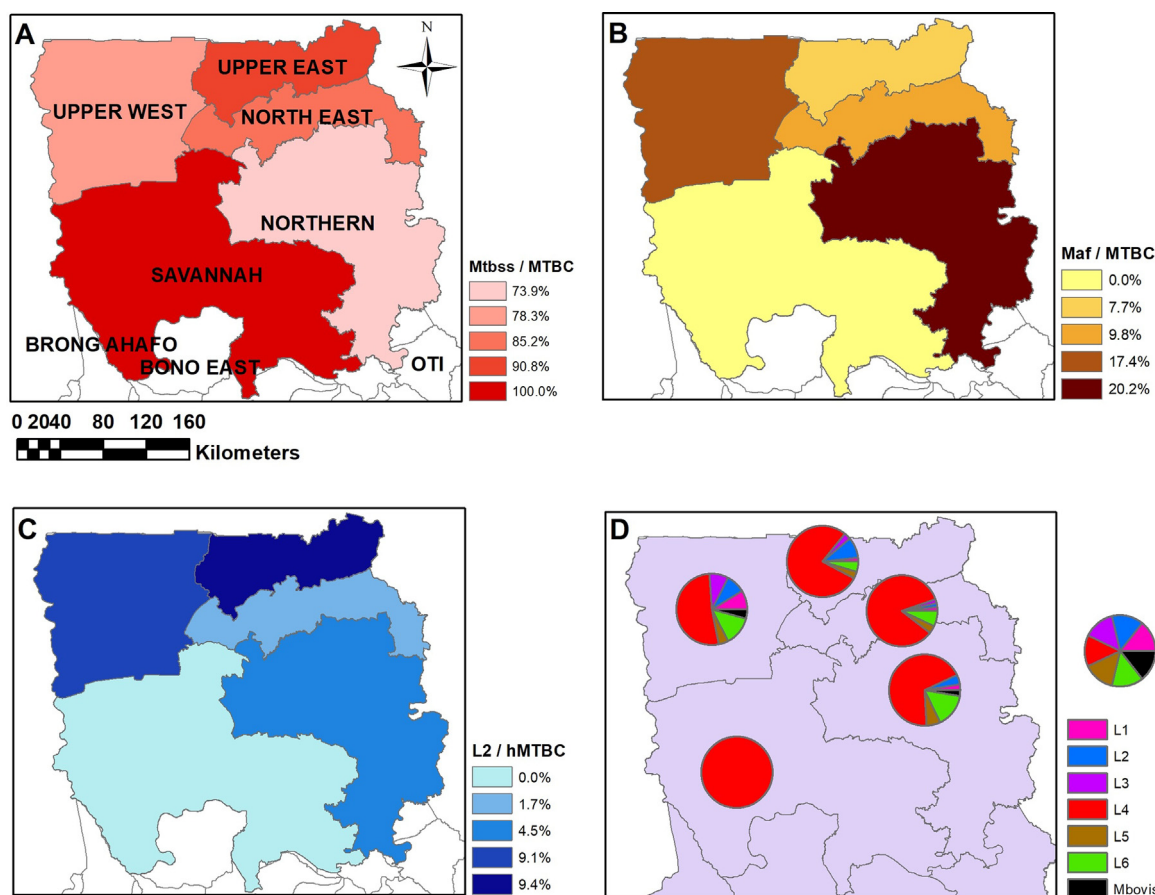 A
N
UPPER EAST
UPPER WEST
NORTH EAST
NORTHERN
SAVANNAH
BRONG AHAFO
BONO EAST
OTI
Mtbss / MTBC
73.9%
78.3%
85.2%
90.8%
100.0%
0 2040 80 120 160
Kilometers
B
Maf / MTBC
0.0%
7.7%
9.8%
17.4%
20.2%
C
L2 / hMTBC
0.0%
1.7%
4.5%
9.1%
9.4%
D
L1
L2
L3
L4
L5
L6
Mbovis